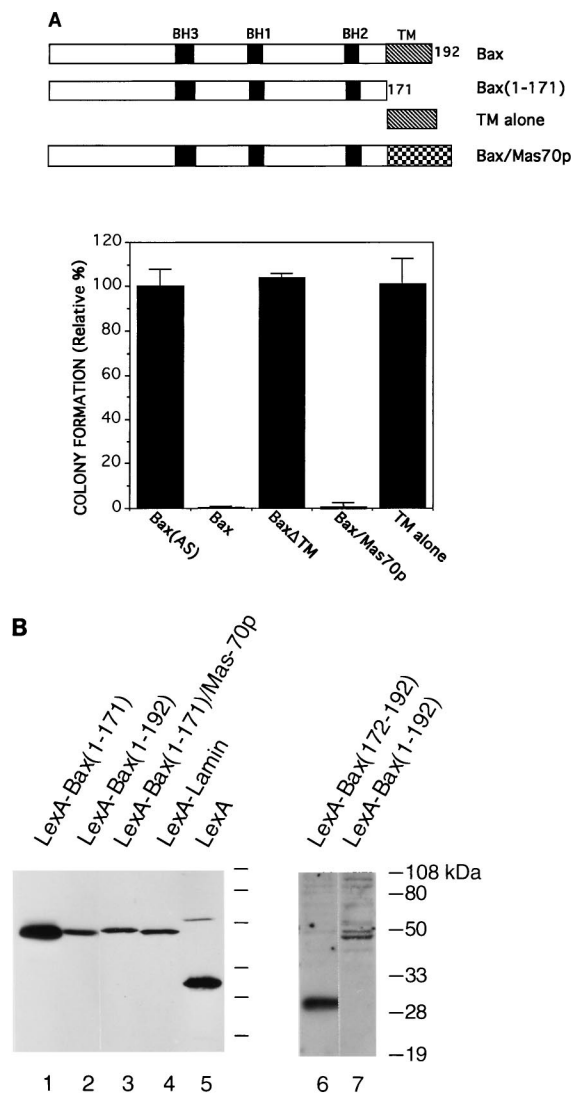 A
BH3 BH1 BH2 TM
192 Bax
171 Bax(1-171)
TM alone
Bax/Mas70p
COLONY FORMATION (Relative %)
120
100
80
60
40
20
0
Bax(AS)
Bax
BaxΔTM
Bax/Mas70p
TM alone
B
LexA-Bax(1-171)
LexA-Bax(1-192)
LexA-Bax(1-171)/Mas-70p
LexA-Lamin
LexA
LexA-Bax(172-192)
LexA-Bax(1-192)
–108 kDa
–80
–50
–33
–28
–19
1 2 3 4 5 6 7